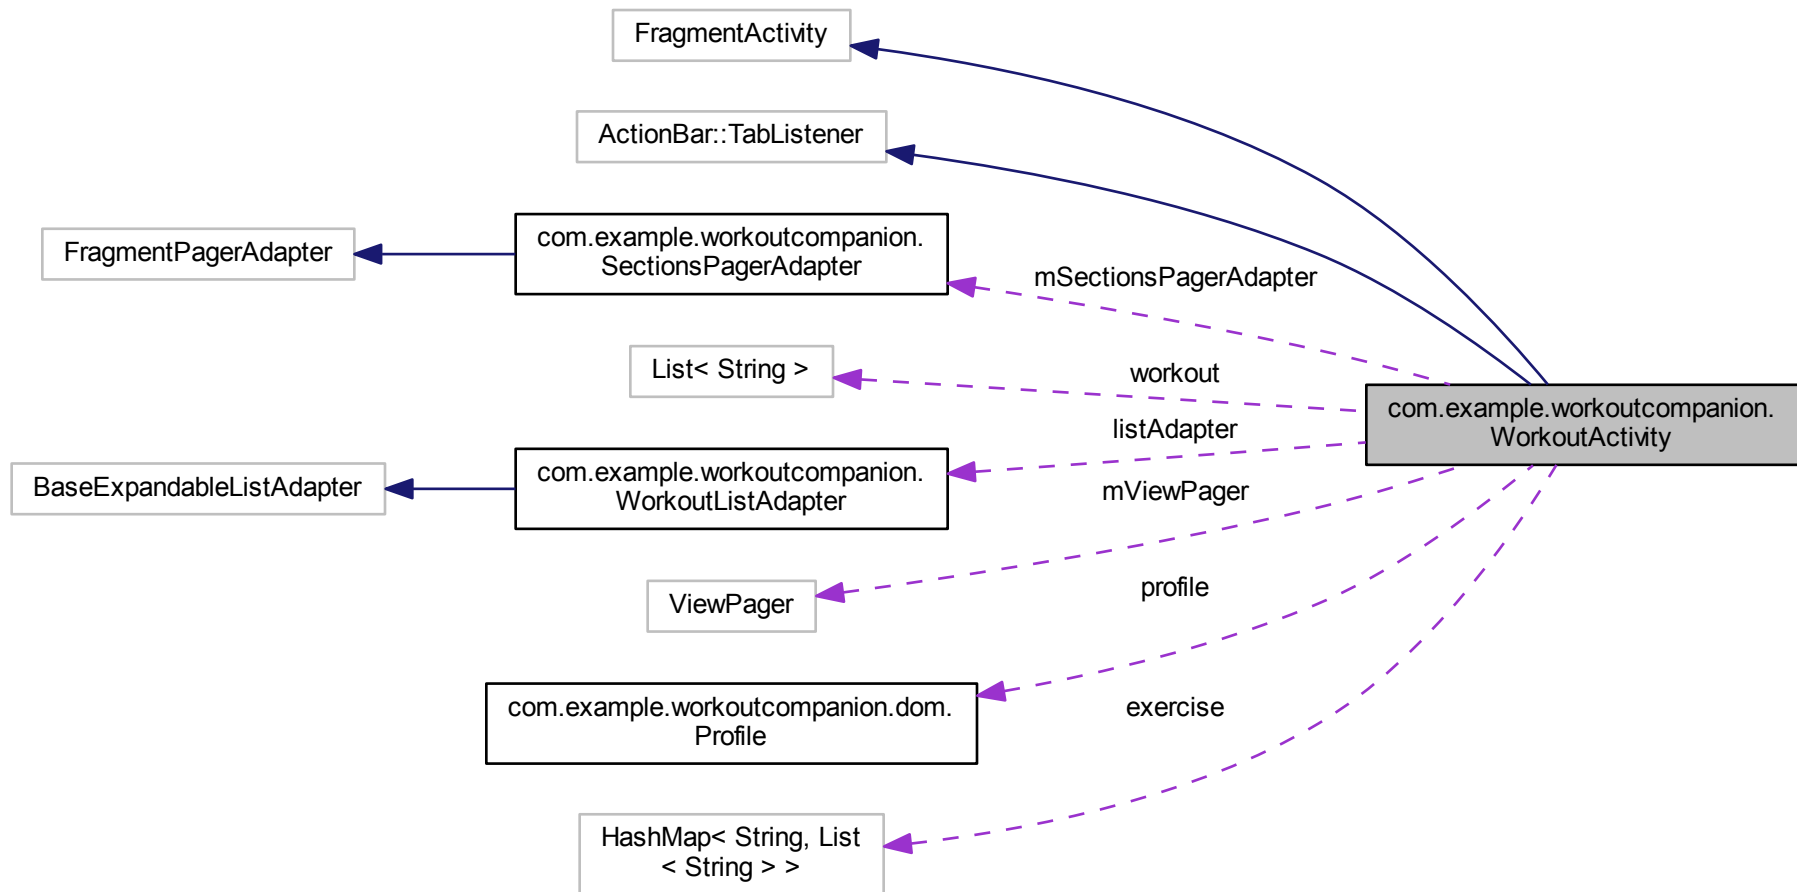 FragmentActivity
ActionBar::TabListener
FragmentPagerAdapter
com.example.workoutcompanion.
SectionsPagerAdapter
mSectionsPagerAdapter
List< String >
workout
com.example.workoutcompanion.
WorkoutActivity
listAdapter
BaseExpandableListAdapter
com.example.workoutcompanion.
WorkoutListAdapter
mViewPager
ViewPager
profile
com.example.workoutcompanion.dom.
Profile
exercise
HashMap< String, List
< String > >